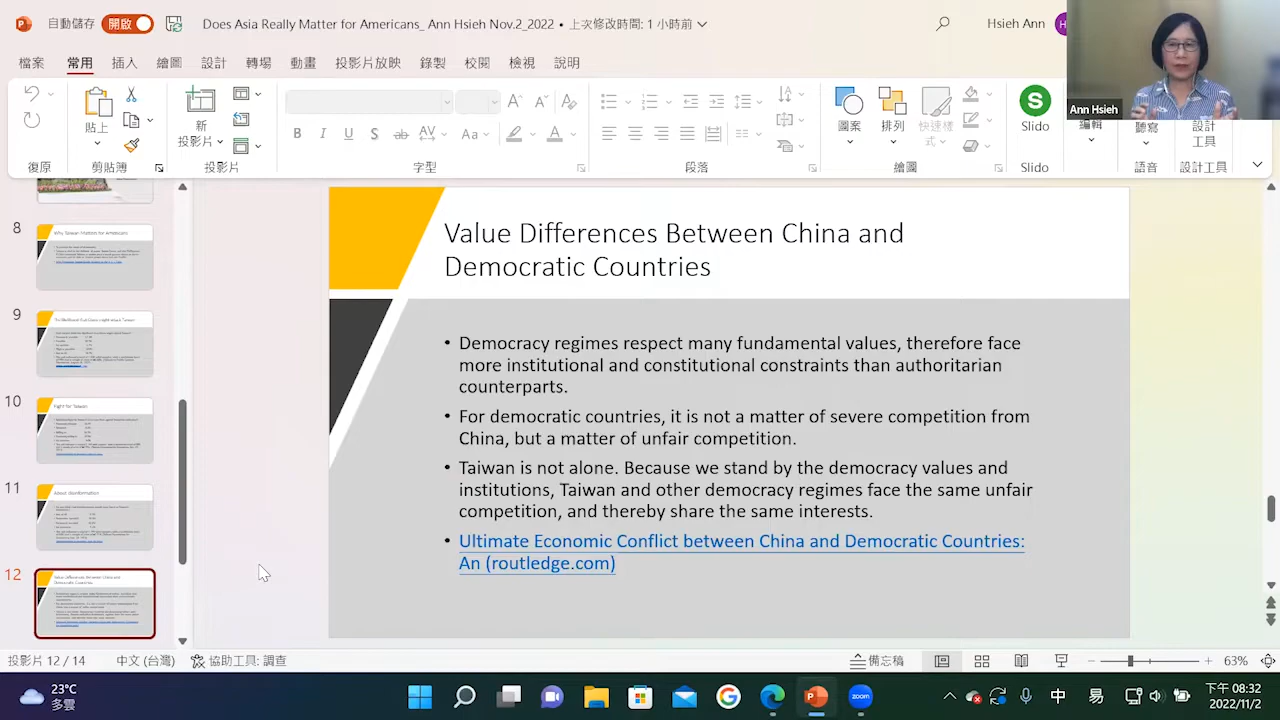 自動儲存 開啟 Does Asia Really Matter for Americans_ Ann Hsieh Nov.2_2022 • 上次修改時間: 1 小時前 Hsieh Ann
檔案 常用 插入 繪圖 設計 轉場 動畫 投影片放映 錄製 校閱 檢視 說明
Ann Hsieh
貼上 新投影片 圖案 排列 快速樣式 Slido 編輯 聽寫 設計工具
復原 剪貼簿 投影片 字型 段落 繪圖 Slido 語音 設計工具
8
Why Taiwan Matters for Americans
9
10
Fight for Taiwan
11
About disinformation
Value Differences Between China and
Democratic Countries
Value Differences Between China and
Democratic Countries
• Democracy regimes respect many fundamental values, therefore face
more institutional and constitutional constraints than authoritarian
counterparts.
• For democratic countries, it is not a matter of severe competition from
China, but a matter of unfair competition.
• Taiwan is not alone. Because we stand by the democracy values and
institutions, Taiwan and other democracy regimes face the same unfair
competition, and thereby share the same interests.
Ultimate Economic Conflict between China and Democratic Countries:
An (routledge.com)
投影片 12 / 14 中文 (台灣) 協助工具: 調查 備忘稿 63%
23°C
多雲
zoom
中 易
下午 08:32
2022/11/2